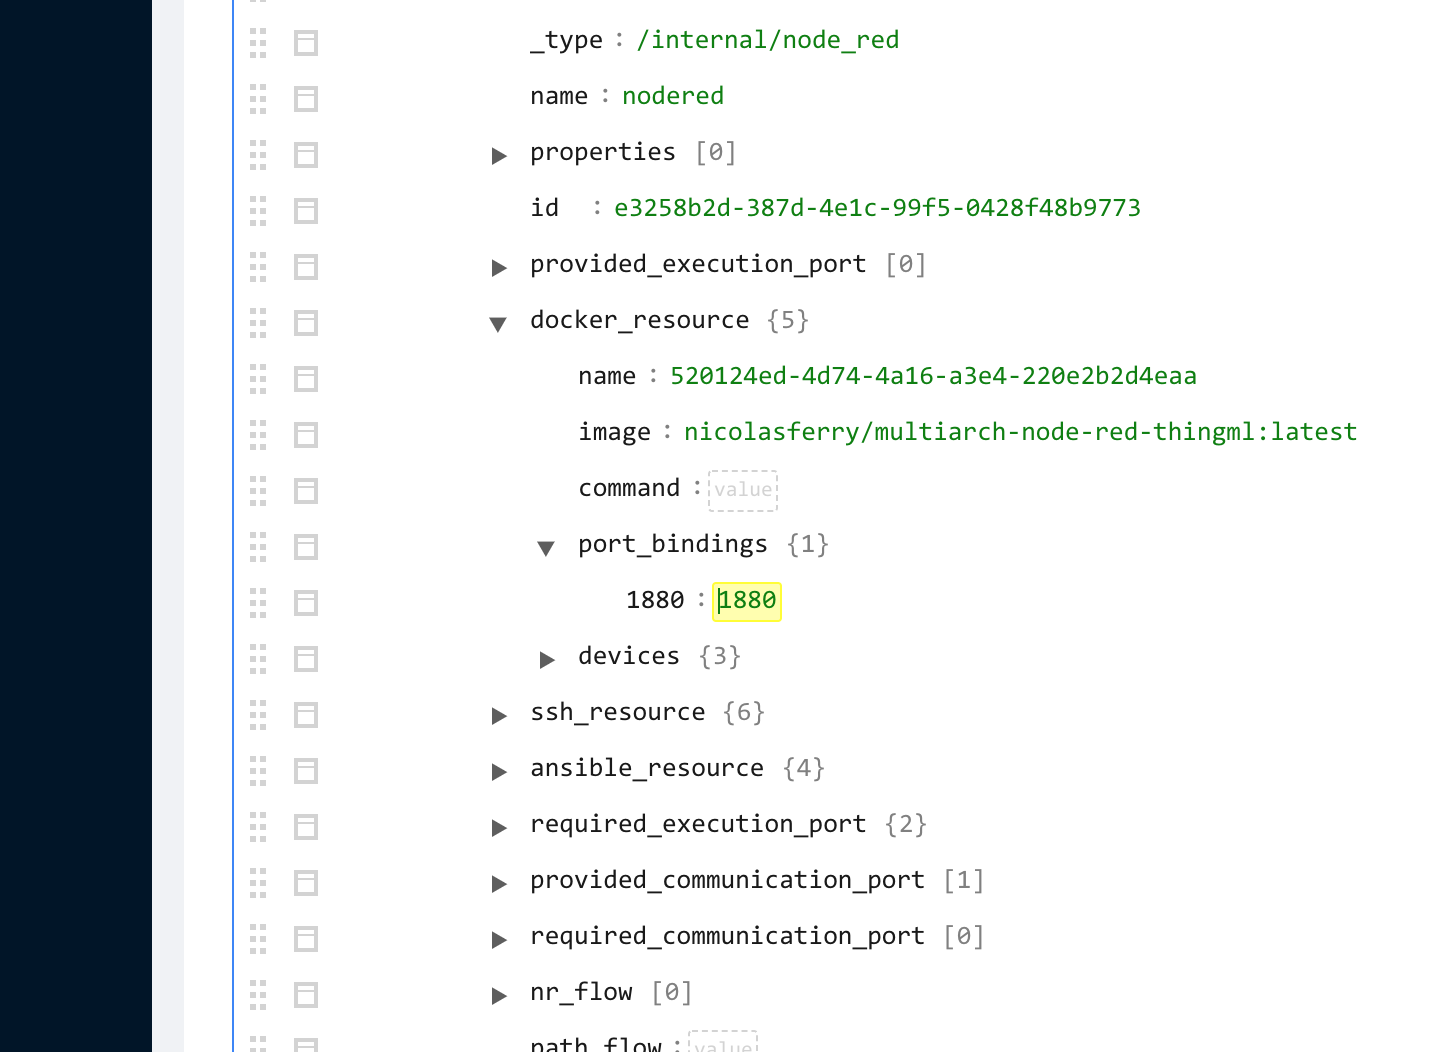 _type : /internal/node_red
name : nodered
properties [0]
id : e3258b2d-387d-4e1c-99f5-0428f48b9773
provided_execution_port [0]
docker_resource {5}
name : 520124ed-4d74-4a16-a3e4-220e2b2d4eaa
image : nicolasferry/multiarch-node-red-thingml:latest
command : value
port_bindings {1}
1880 : 1880
devices {3}
ssh_resource {6}
ansible_resource {4}
required_execution_port {2}
provided_communication_port [1]
required_communication_port [0]
nr_flow [0]
path_flow : value